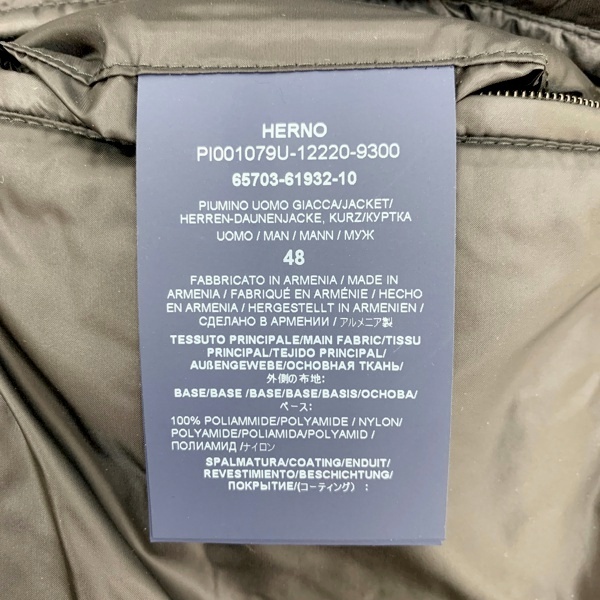 HERNO
PI001079U-12220-9300
65703-61932-10
PIUMINO UOMO GIACCA/JACKET/
HERREN-DAUNENJACKE, KURZ/КУРТКА
UOMO / MAN / MANN / МУЖ
48
FABBRICATO IN ARMENIA / MADE IN
ARMENIA / FABRIQUÉ EN ARMÉNIE / HECHO
EN ARMENIA / HERGESTELLT IN ARMENIEN /
СДЕЛАНО В АРМЕНИИ / アルメニア製
TESSUTO PRINCIPALE/MAIN FABRIC/TISSU
PRINCIPAL/TEJIDO PRINCIPAL/
AUßENGEWEBE/ОСНОВНАЯ ТКАНЬ/
外側の布地:
BASE/BASE /BASE/BASE/BASIS/ОСНОВА/
ベース:
100% POLIAMMIDE/POLYAMIDE / NYLON/
POLYAMIDE/POLIAMIDA/POLYAMID /
ПОЛИАМИД /ナイロン
SPALMATURA/COATING/ENDUIT/
REVESTIMIENTO/BESCHICHTUNG/
ПОКРЫТИЕ/(コーティング) :